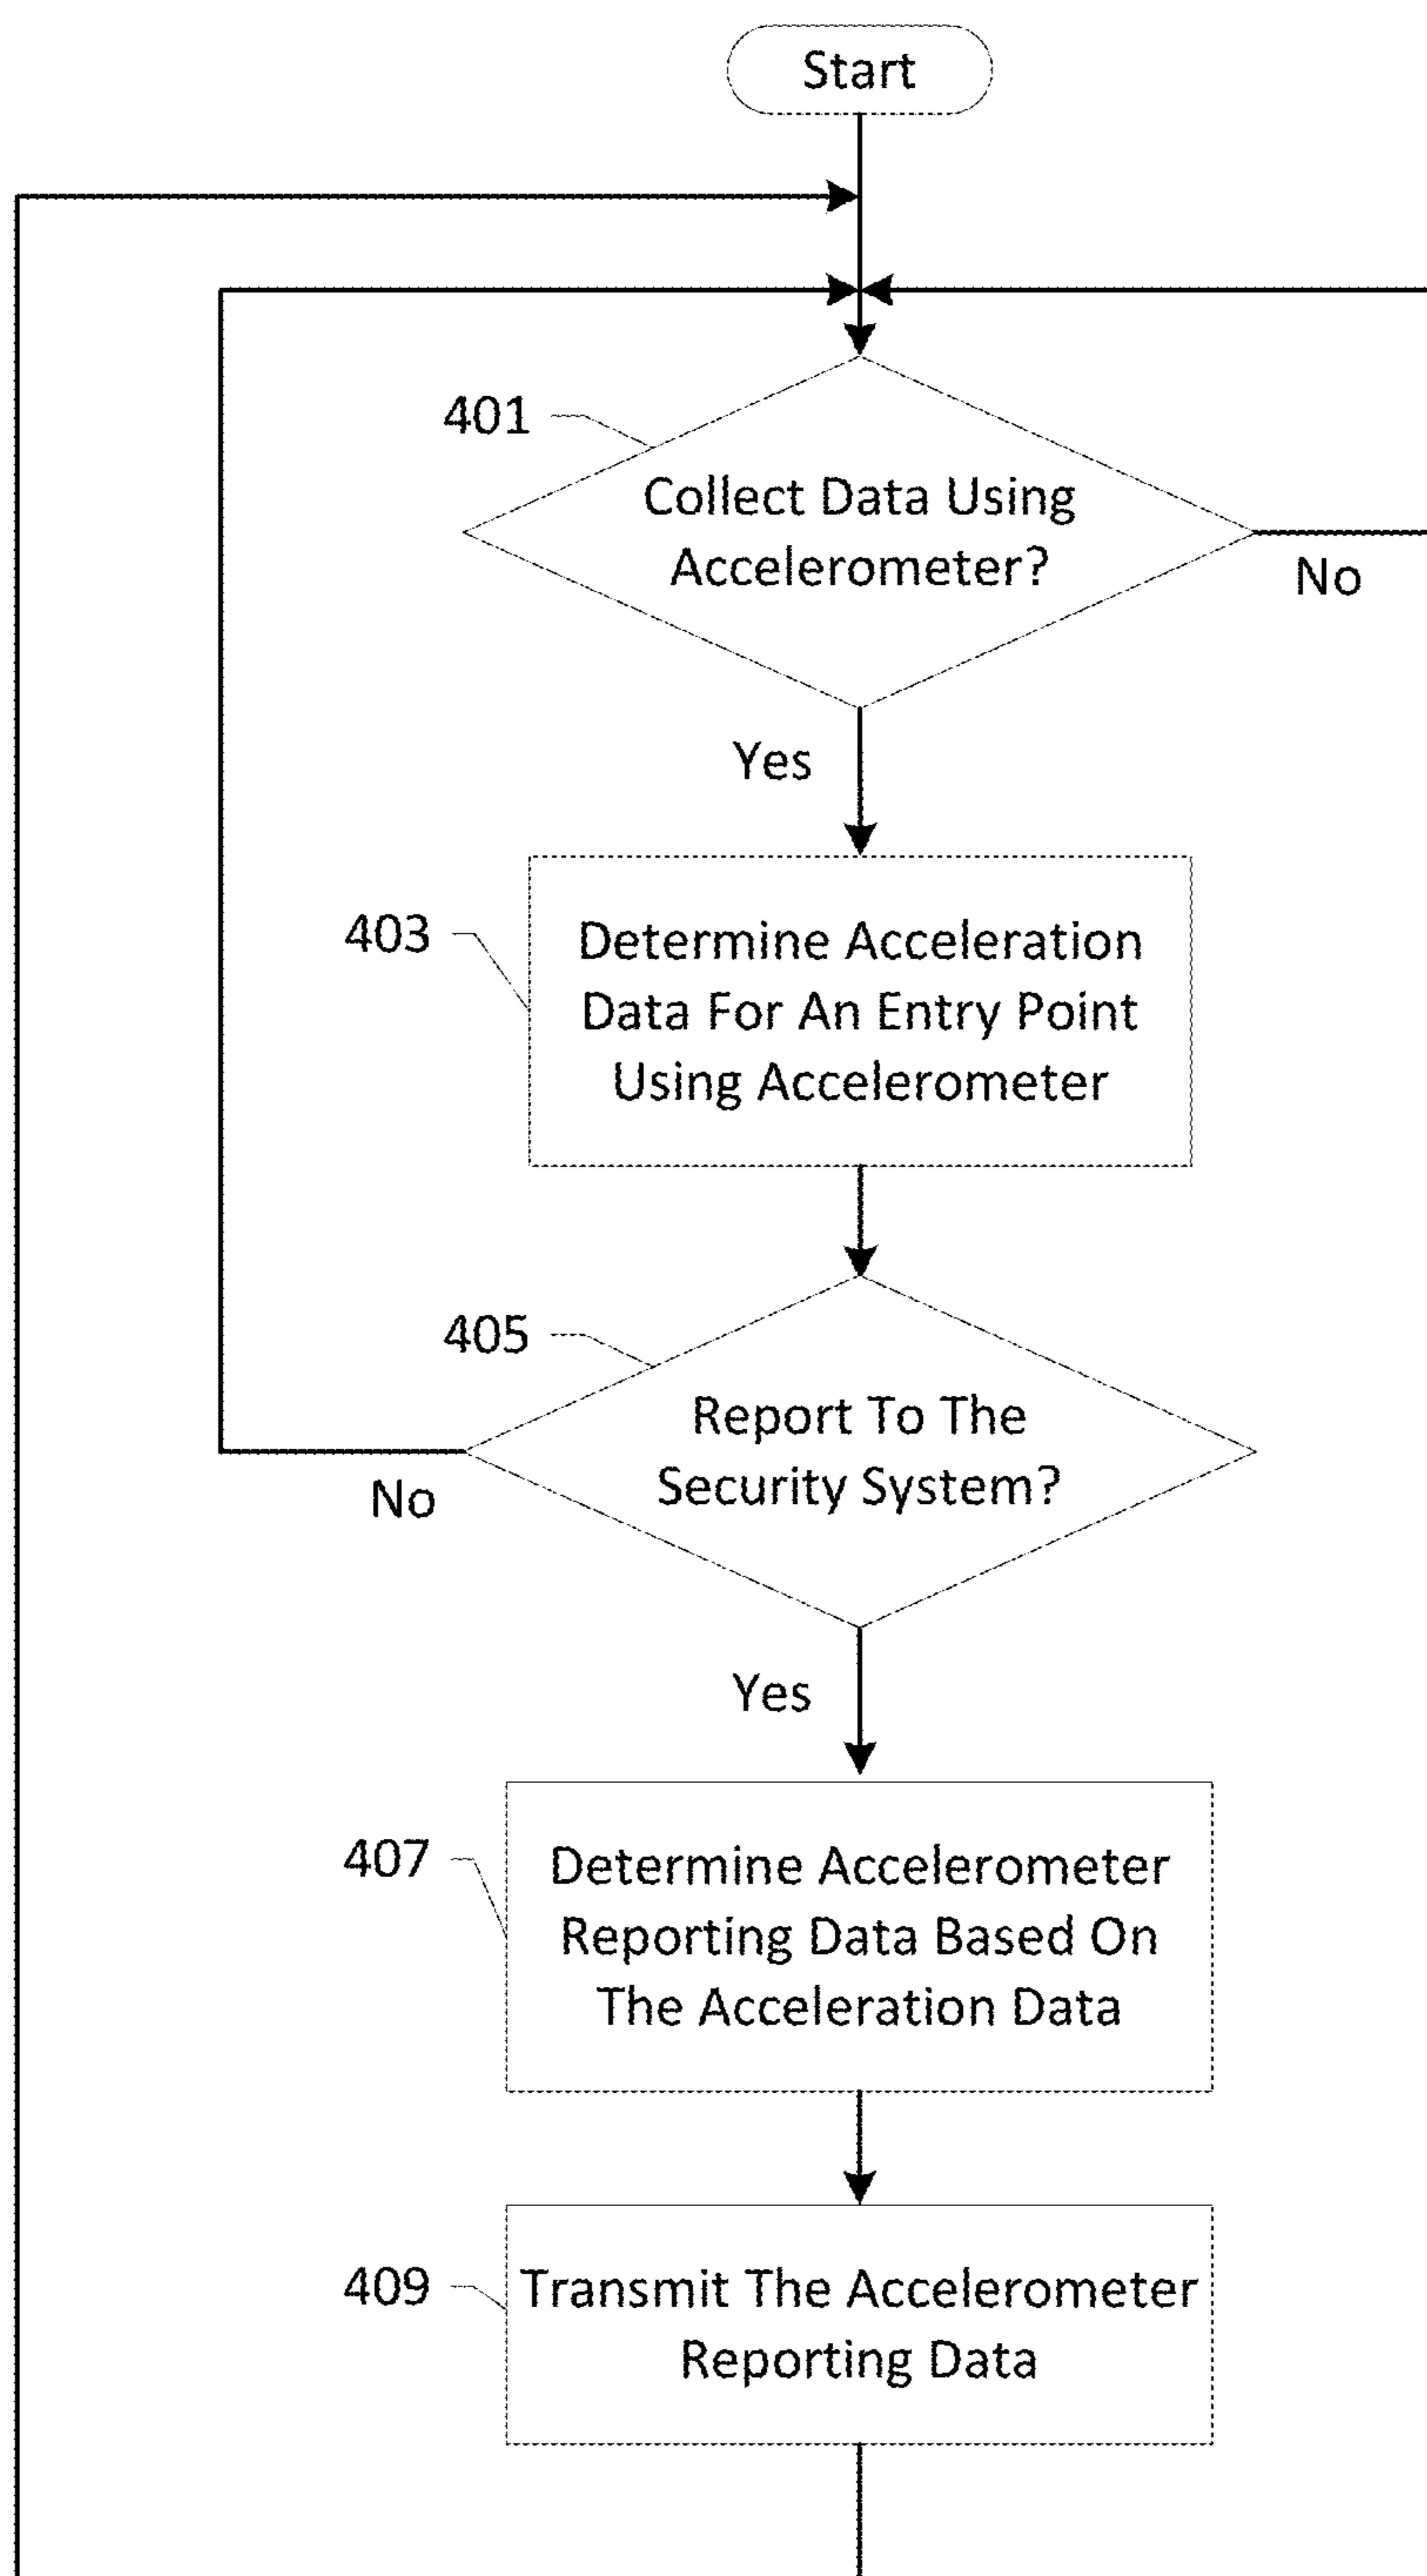 Start
401
Collect Data Using
Accelerometer?
No
Yes
403
Determine Acceleration
Data For An Entry Point
Using Accelerometer
405
Report To The
Security System?
No
Yes
407
Determine Accelerometer
Reporting Data Based On
The Acceleration Data
409
Transmit The Accelerometer
Reporting Data